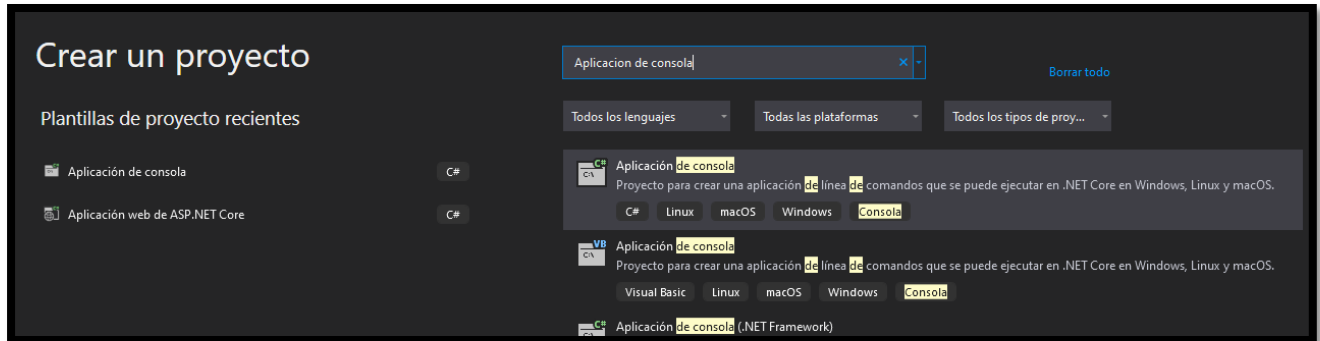 Crear un proyecto
Plantillas de proyecto recientes
Aplicación de consola C#
Aplicación web de ASP.NET Core C#
Aplicacion de consola
Borrar todo
Todos los lenguajes Todas las plataformas Todos los tipos de proy...
C#
C:\
Aplicación de consola
Proyecto para crear una aplicación de línea de comandos que se puede ejecutar en .NET Core en Windows, Linux y macOS.
C# Linux macOS Windows Consola
VB
C:\
Aplicación de consola
Proyecto para crear una aplicación de línea de comandos que se puede ejecutar en .NET Core en Windows, Linux y macOS.
Visual Basic Linux macOS Windows Consola
C#
Aplicación de consola (.NET Framework)